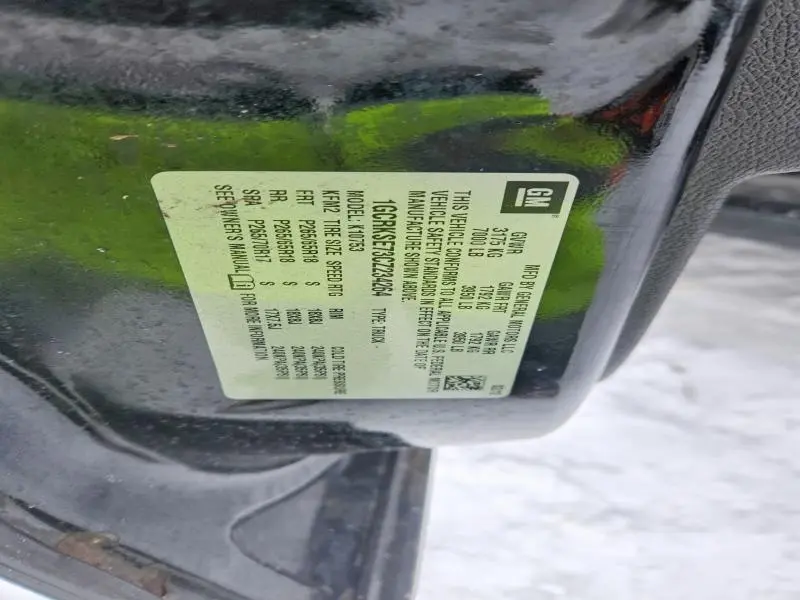 GM
MFD BY GENERAL MOTORS LLC
GVWR GAWR FRT GAWR RR
3175 KG 1792 KG 1792 KG
7000 LB 3950 LB 3950 LB
THIS VEHICLE CONFORMS TO ALL APPLICABLE U.S. FEDERAL MOTOR
VEHICLE SAFETY STANDARDS IN EFFECT ON THE DATE OF
MANUFACTURE SHOWN ABOVE.
1GCRKSE73CZ234264 TYPE: TRUCK
MODEL: K10753
KFM2 TIRE SIZE SPEED RTG RIM COLD TIRE PRESSURE
FRT P265/65R18 S 18X8J 240KPA(35PSI)
RR P265/65R18 S 18X8J 240KPA(35PSI)
SPA P265/70R17 S 17X7.5J 240KPA(35PSI)
SEE OWNER'S MANUAL FOR MORE INFORMATION